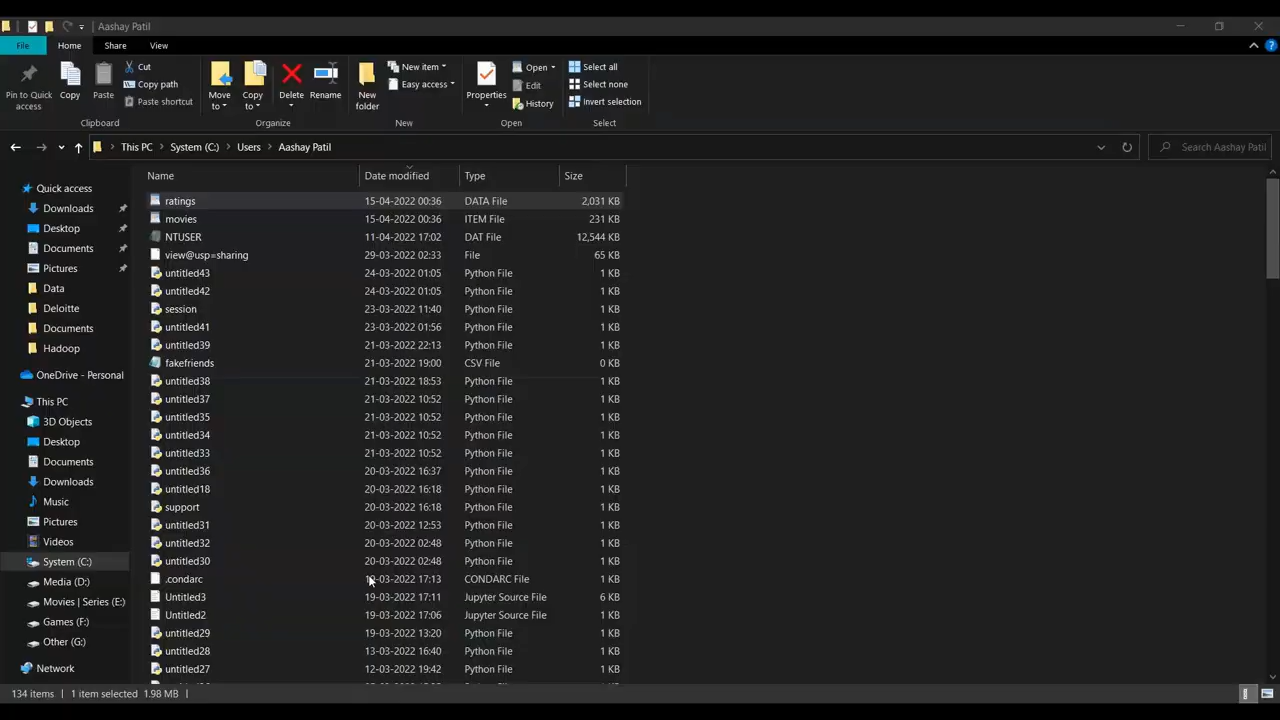 Aashay Patil
File Home Share View
Pin to Quick access
Copy
Paste
Cut
Copy path
Paste shortcut
Move to
Copy to
Delete
Rename
New folder
New item
Easy access
Properties
Open
Edit
History
Select all
Select none
Invert selection
Clipboard Organize New Open Select
This PC > System (C:) > Users > Aashay Patil
Search Aashay Patil
Quick access
Downloads
Desktop
Documents
Pictures
Data
Deloitte
Documents
Hadoop
OneDrive - Personal
This PC
3D Objects
Desktop
Documents
Downloads
Music
Pictures
Videos
System (C:)
Media (D:)
Movies | Series (E:)
Games (F:)
Other (G:)
Network
Name Date modified Type Size
ratings 15-04-2022 00:36 DATA File 2,031 KB
movies 15-04-2022 00:36 ITEM File 231 KB
NTUSER 11-04-2022 17:02 DAT File 12,544 KB
view@usp=sharing 29-03-2022 02:33 File 65 KB
untitled43 24-03-2022 01:05 Python File 1 KB
untitled42 24-03-2022 01:05 Python File 1 KB
session 23-03-2022 11:40 Python File 1 KB
untitled41 23-03-2022 01:56 Python File 1 KB
untitled39 21-03-2022 22:13 Python File 1 KB
fakefriends 21-03-2022 19:00 CSV File 0 KB
untitled38 21-03-2022 18:53 Python File 1 KB
untitled37 21-03-2022 10:52 Python File 1 KB
untitled35 21-03-2022 10:52 Python File 1 KB
untitled34 21-03-2022 10:52 Python File 1 KB
untitled33 21-03-2022 10:52 Python File 1 KB
untitled36 20-03-2022 16:37 Python File 1 KB
untitled18 20-03-2022 16:18 Python File 1 KB
support 20-03-2022 16:18 Python File 1 KB
untitled31 20-03-2022 12:53 Python File 1 KB
untitled32 20-03-2022 02:48 Python File 1 KB
untitled30 20-03-2022 02:48 Python File 1 KB
.condarc 17:13 CONDARC File 1 KB
Untitled3 19-03-2022 17:11 Jupyter Source File 6 KB
Untitled2 19-03-2022 17:06 Jupyter Source File 1 KB
untitled29 19-03-2022 13:20 Python File 1 KB
untitled28 13-03-2022 16:40 Python File 1 KB
untitled27 12-03-2022 19:42 Python File 1 KB
134 items | 1 item selected 1.98 MB |